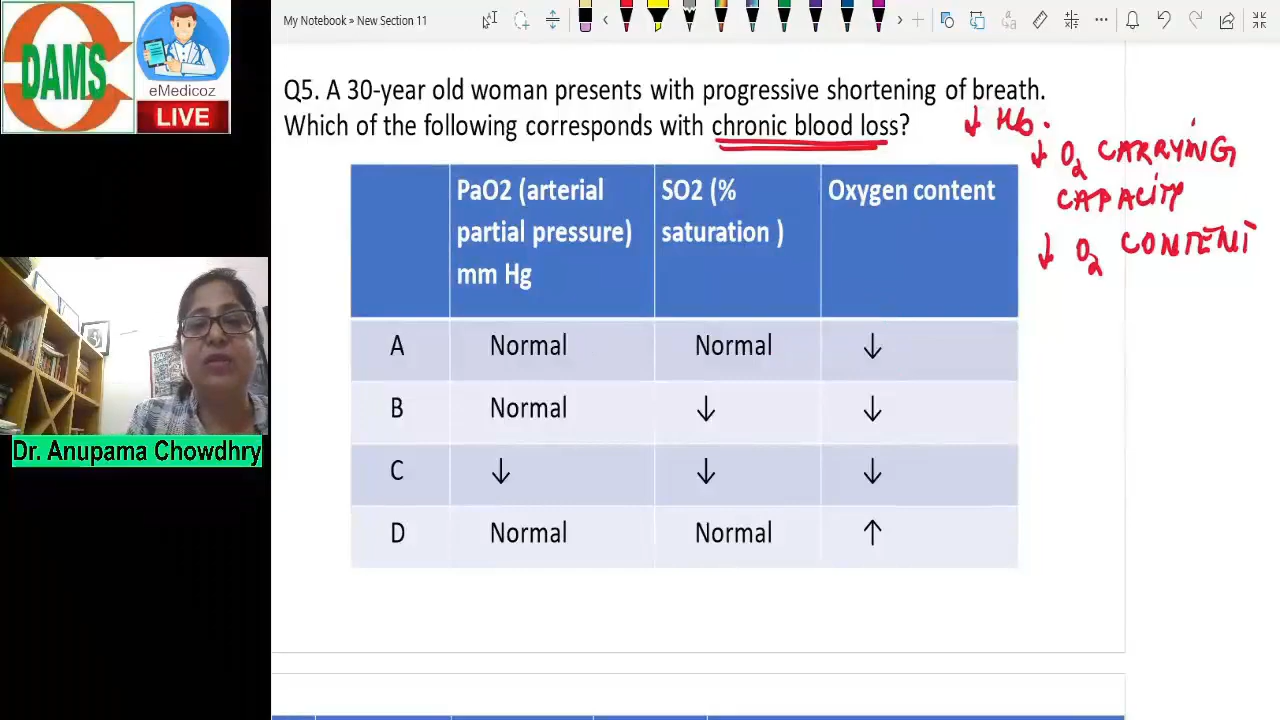 My Notebook » New Section 11
DAMS
eMedicoz
LIVE
Q5. A 30-year old woman presents with progressive shortening of breath.
Which of the following corresponds with chronic blood loss?
↓ Hb.
↓ O2 CARRYING
CAPACITY
↓ O2 CONTENT
PaO2 (arterial partial pressure) mm Hg
SO2 (% saturation )
Oxygen content
A Normal Normal ↓
B Normal ↓ ↓
C ↓ ↓ ↓
D Normal Normal ↑
Dr. Anupama Chowdhry